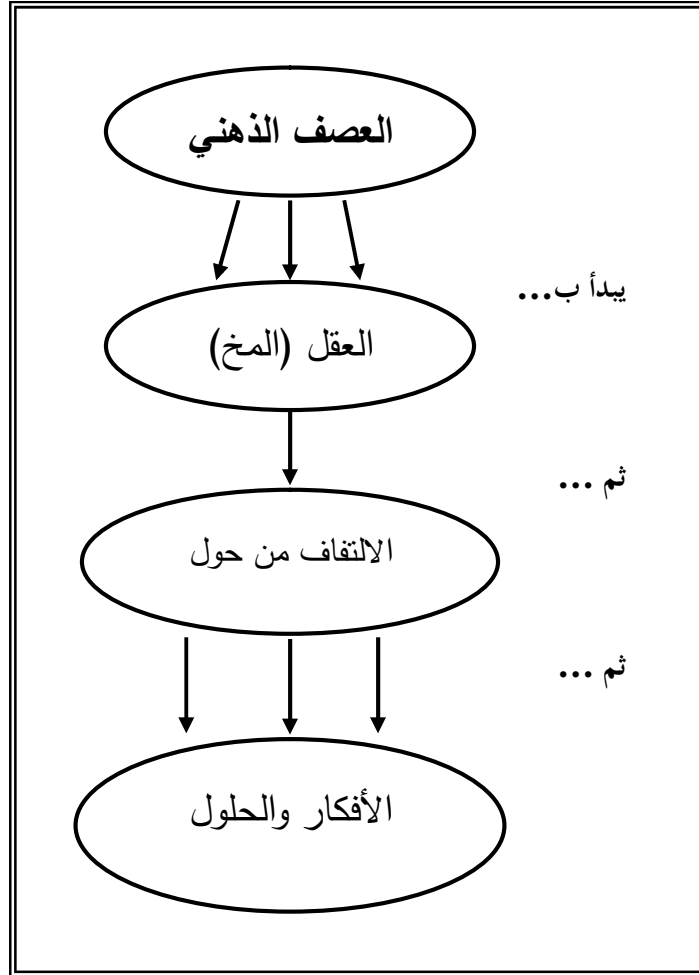 العصف الذهني
يبدأ ب...
العقل (المخ)
ثم ...
الالتفاف من حول
ثم ...
الأفكار والحلول